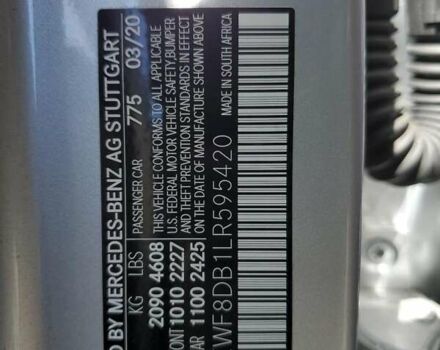 D BY MERCEDES-BENZ AG STUTTGART
KG LBS PASSENGER CAR 775 03/20
2090 4608
ONT 1010 2227
AR 1100 2425
THIS VEHICLE CONFORMS TO ALL APPLICABLE
U.S. FEDERAL MOTOR VEHICLE SAFETY, BUMPER
AND THEFT PREVENTION STANDARDS IN EFFECT
ON THE DATE OF MANUFACTURE SHOWN ABOVE
WF8DB1LR595420
MADE IN SOUTH AFRICA